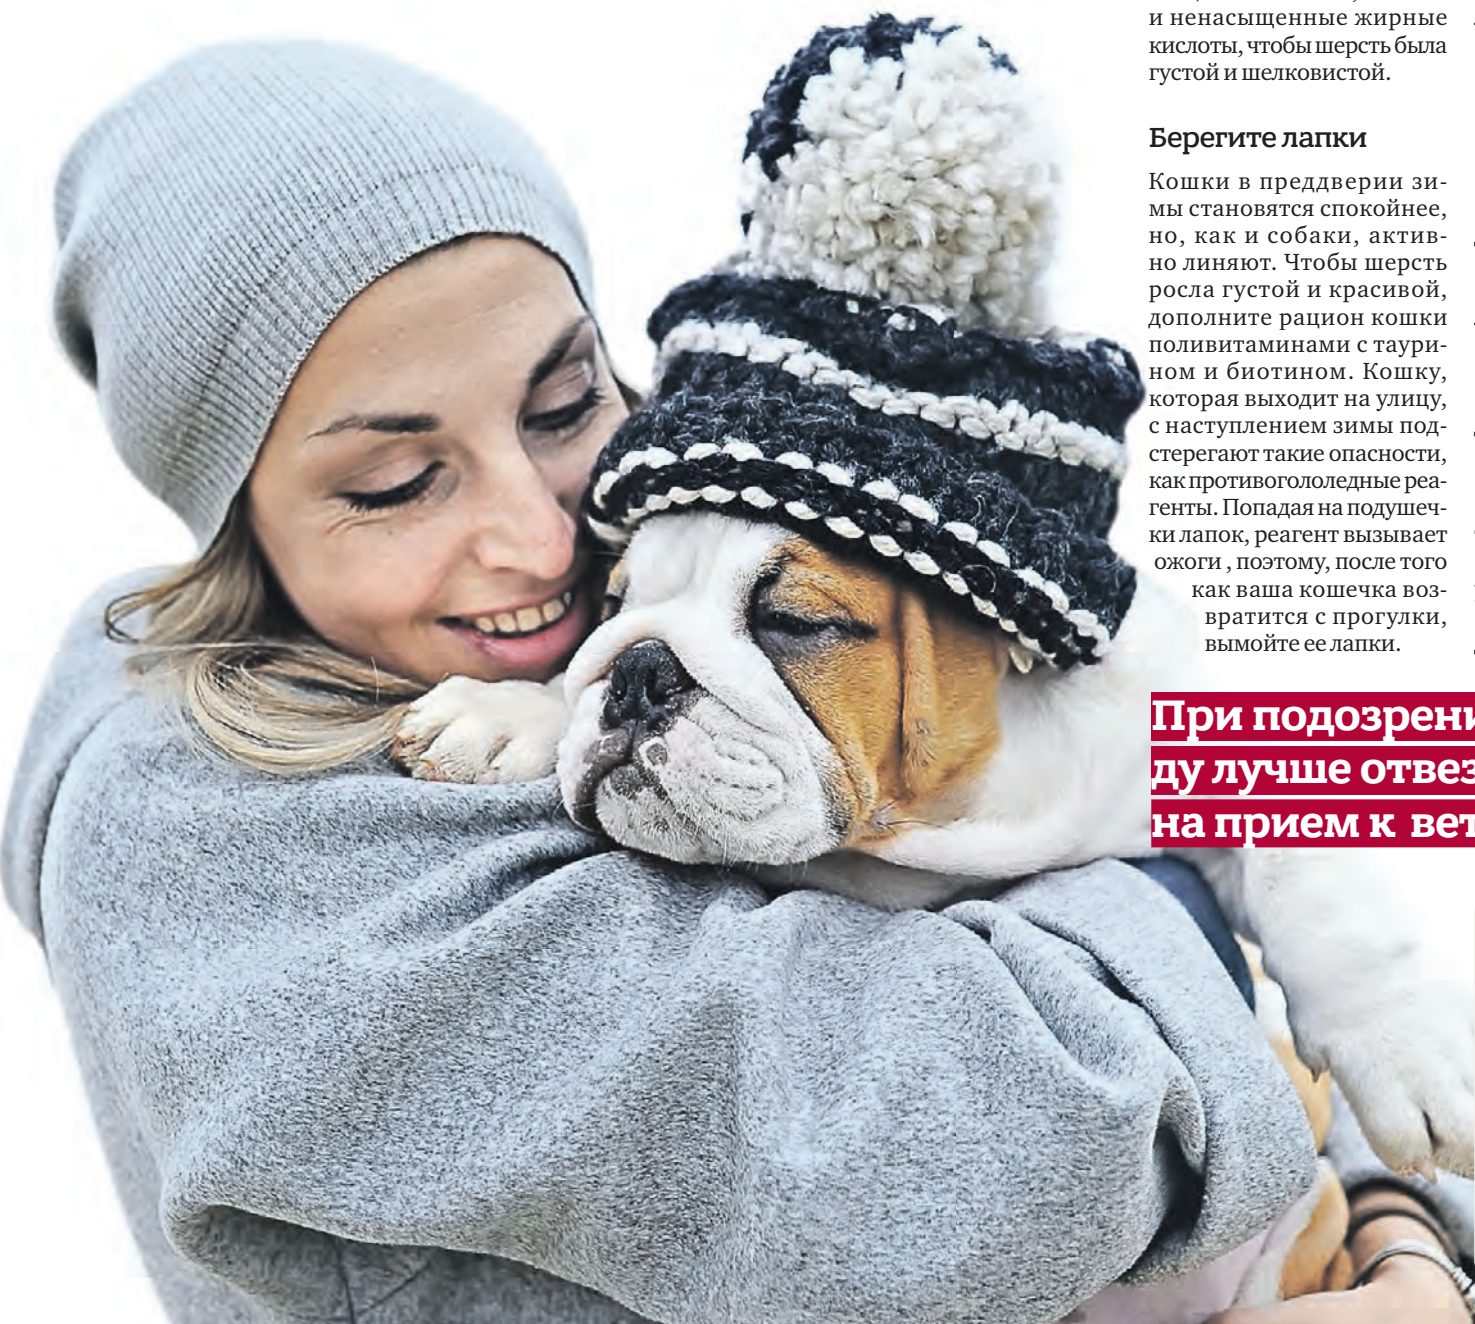 и ненасыщенные жирные
кислоты, чтобы шерсть была
густой и шелковистой.
Берегите лапки
Кошки в преддверии зи-
мы становятся спокойнее,
но, как и собаки, актив-
но линяют. Чтобы шерсть
росла густой и красивой,
дополните рацион кошки
поливитаминами с таури-
ном и биотином. Кошку,
которая выходит на улицу,
с наступлением зимы под-
стерегают такие опасности,
как противогололедные реа-
генты. Попадая на подушеч-
ки лапок, реагент вызывает
ожоги , поэтому, после того
как ваша кошечка воз-
вратится с прогулки,
вымойте ее лапки.
При подозрени
ду лучше отвез
на прием к вет